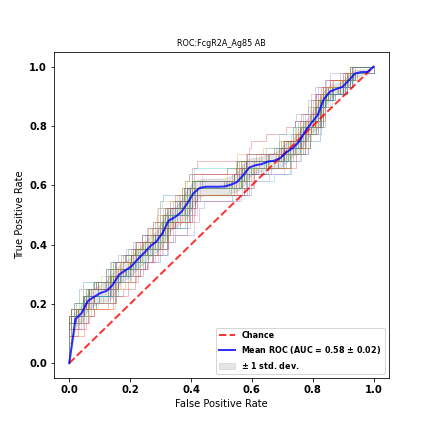 ROC:FcgR2A_Ag85 AB
True Positive Rate
1.0
0.8
0.6
0.4
0.2
0.0
0.0 0.2 0.4 0.6 0.8 1.0
False Positive Rate
Chance
Mean ROC (AUC = 0.58 ± 0.02)
± 1 std. dev.